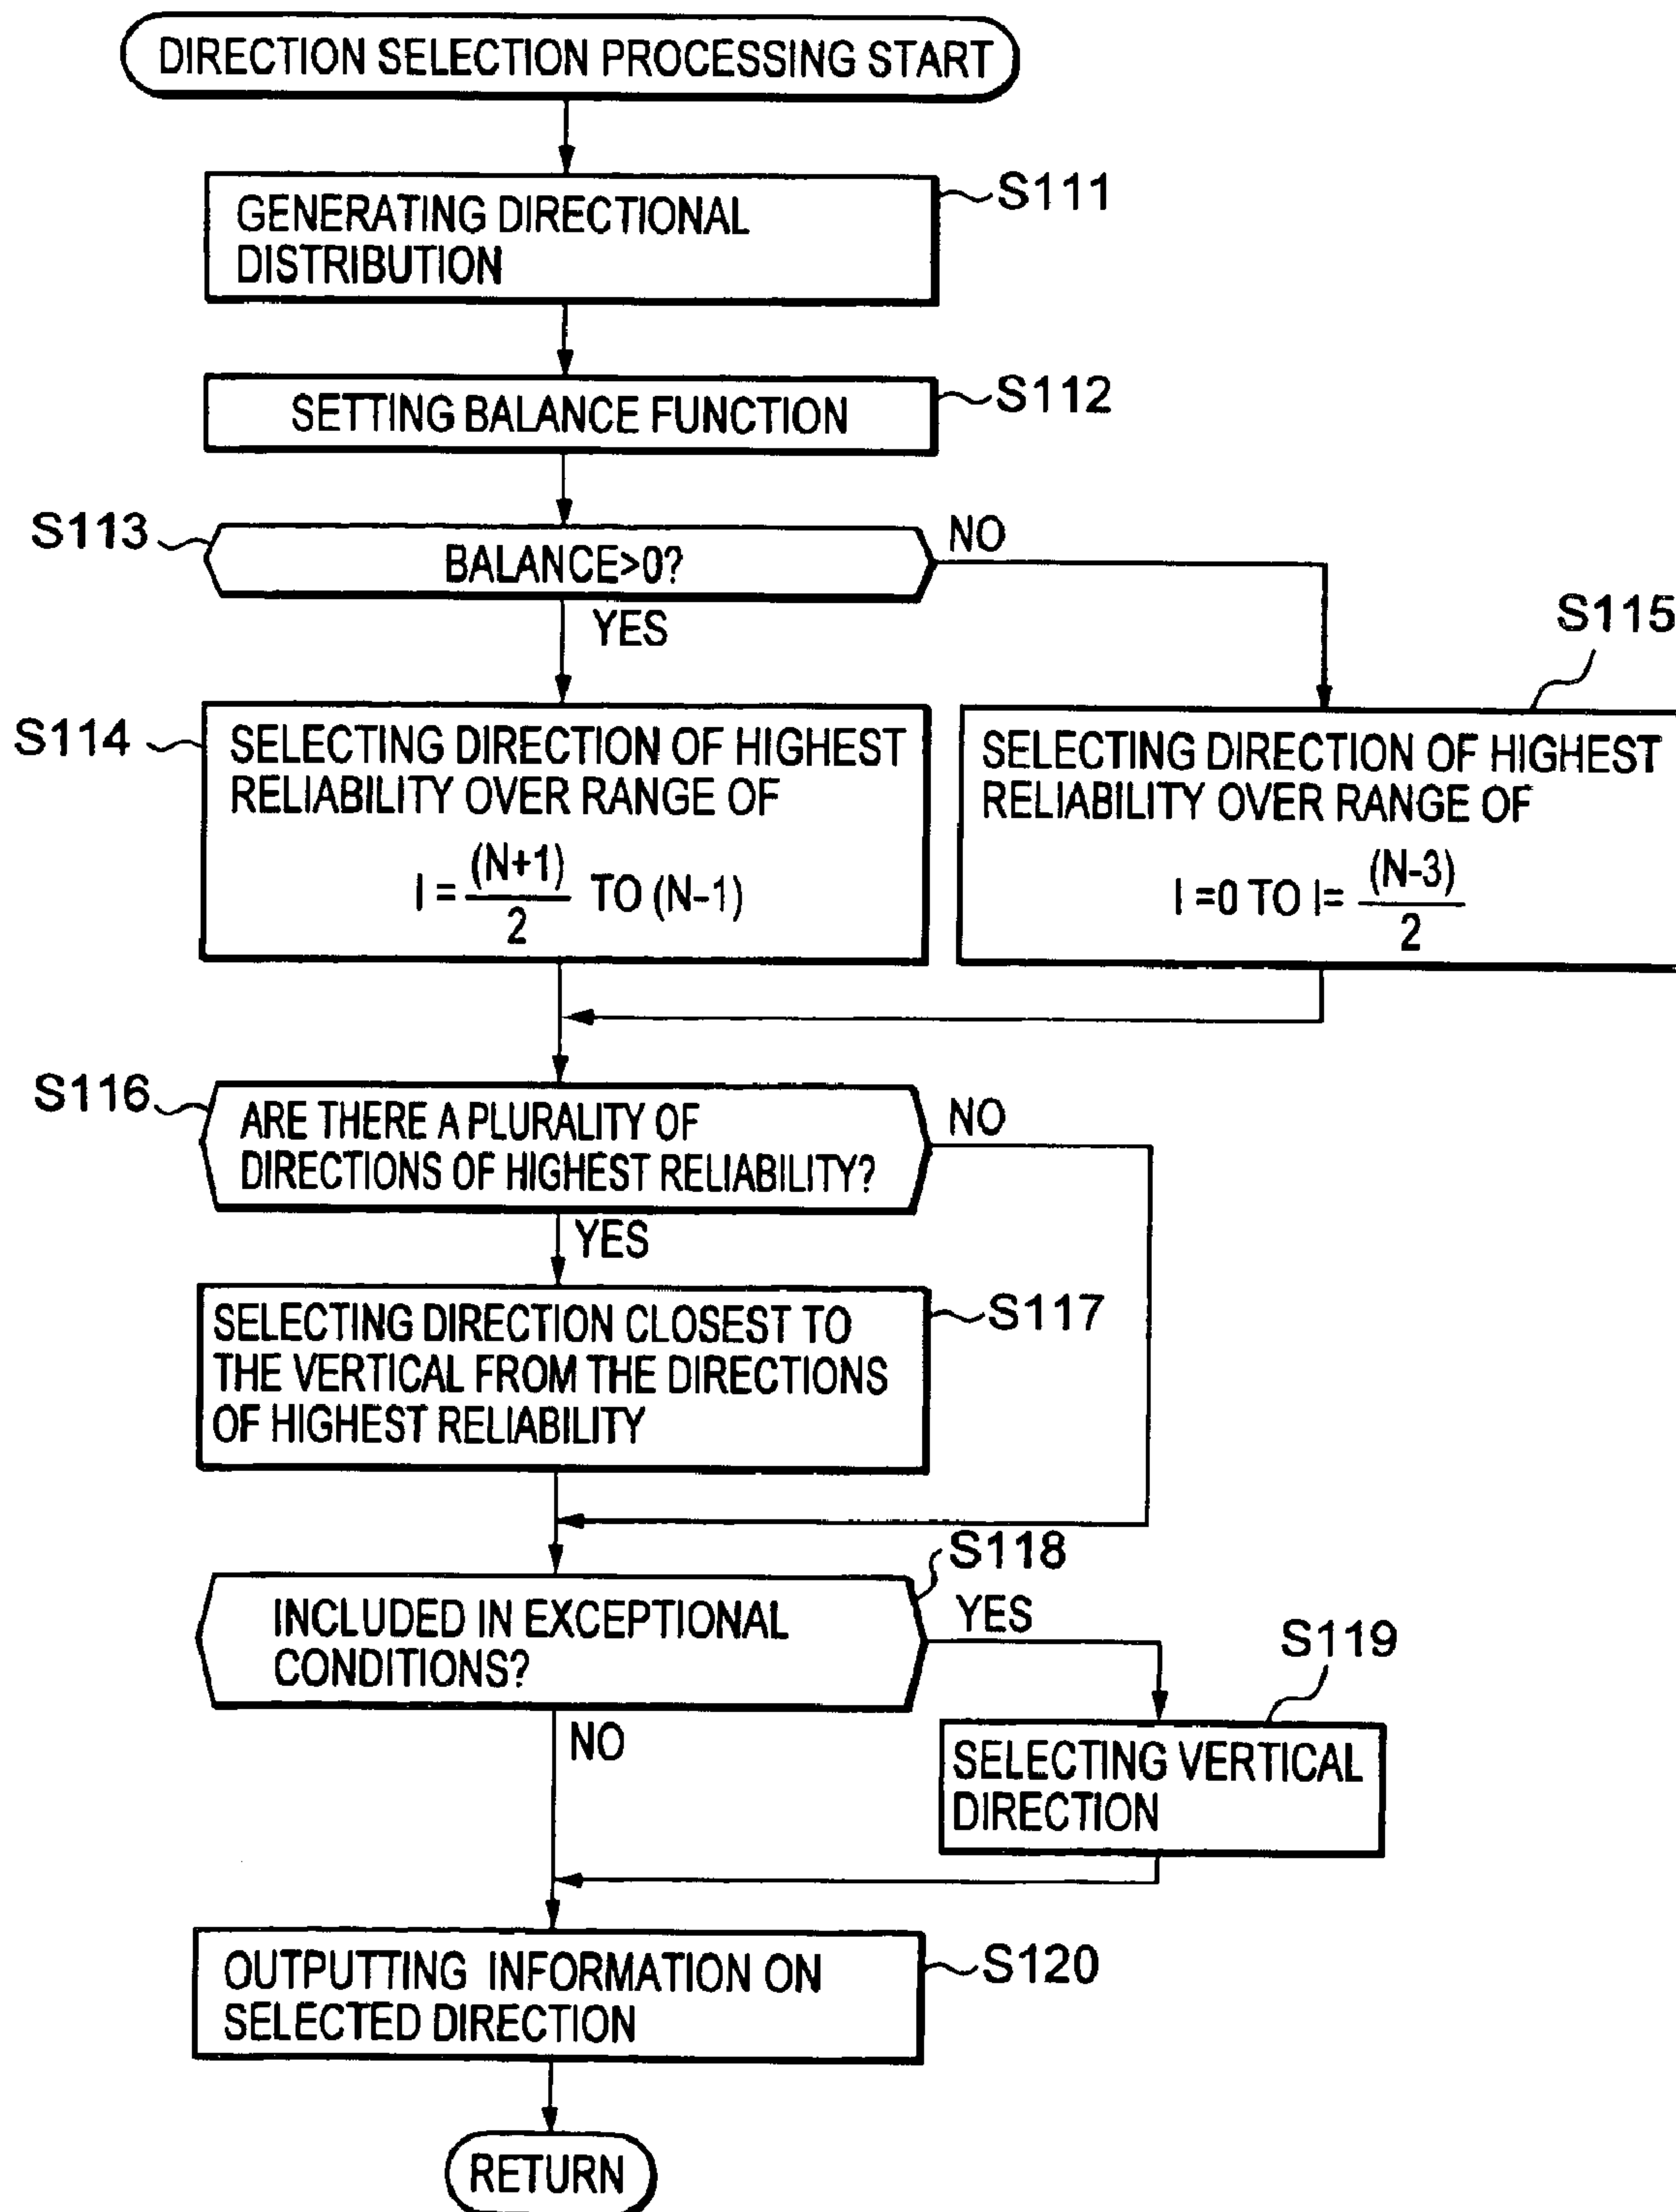 DIRECTION SELECTION PROCESSING START
S111
GENERATING DIRECTIONAL
DISTRIBUTION
S112
SETTING BALANCE FUNCTION
S113
BALANCE>0?
NO
YES
S114
SELECTING DIRECTION OF HIGHEST
RELIABILITY OVER RANGE OF
I = (N+1)/2 TO (N-1)
S115
SELECTING DIRECTION OF HIGHEST
RELIABILITY OVER RANGE OF
I =0 TO I= (N-3)/2
S116
ARE THERE A PLURALITY OF
DIRECTIONS OF HIGHEST RELIABILITY?
NO
YES
S117
SELECTING DIRECTION CLOSEST TO
THE VERTICAL FROM THE DIRECTIONS
OF HIGHEST RELIABILITY
S118
INCLUDED IN EXCEPTIONAL
CONDITIONS?
YES
NO
S119
SELECTING VERTICAL
DIRECTION
S120
OUTPUTTING INFORMATION ON
SELECTED DIRECTION
RETURN